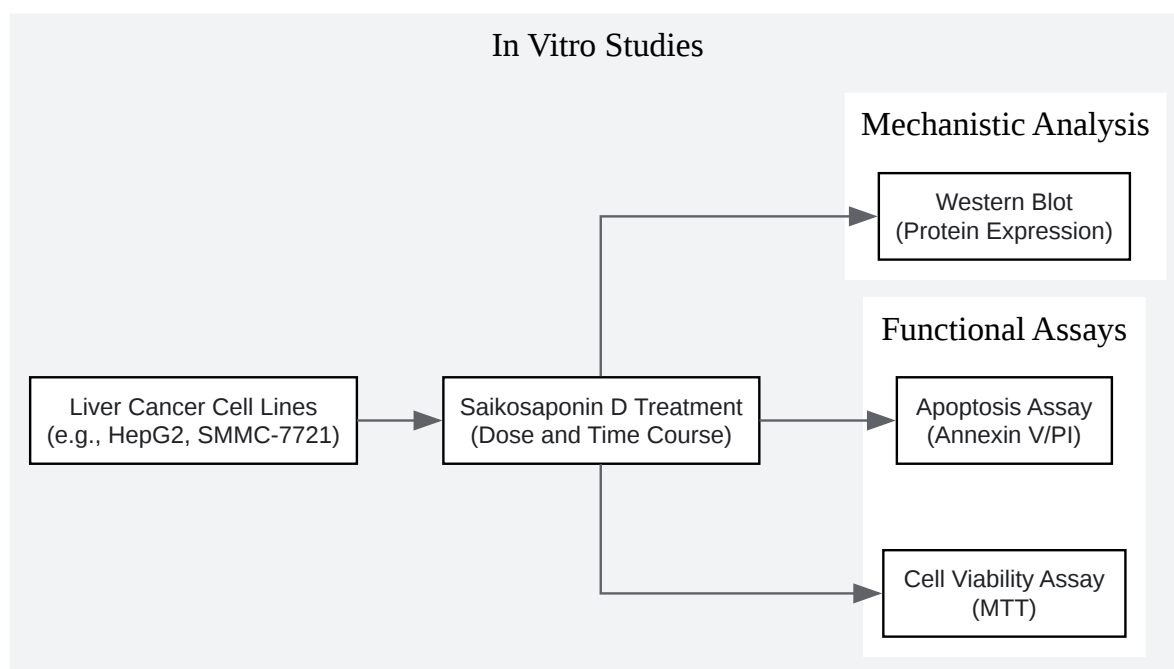 In Vitro Studies
Mechanistic Analysis
Western Blot
(Protein Expression)
Functional Assays
Liver Cancer Cell Lines
(e.g., HepG2, SMMC-7721)
Saikosaponin D Treatment
(Dose and Time Course)
Apoptosis Assay
(Annexin V/PI)
Cell Viability Assay
(MTT)